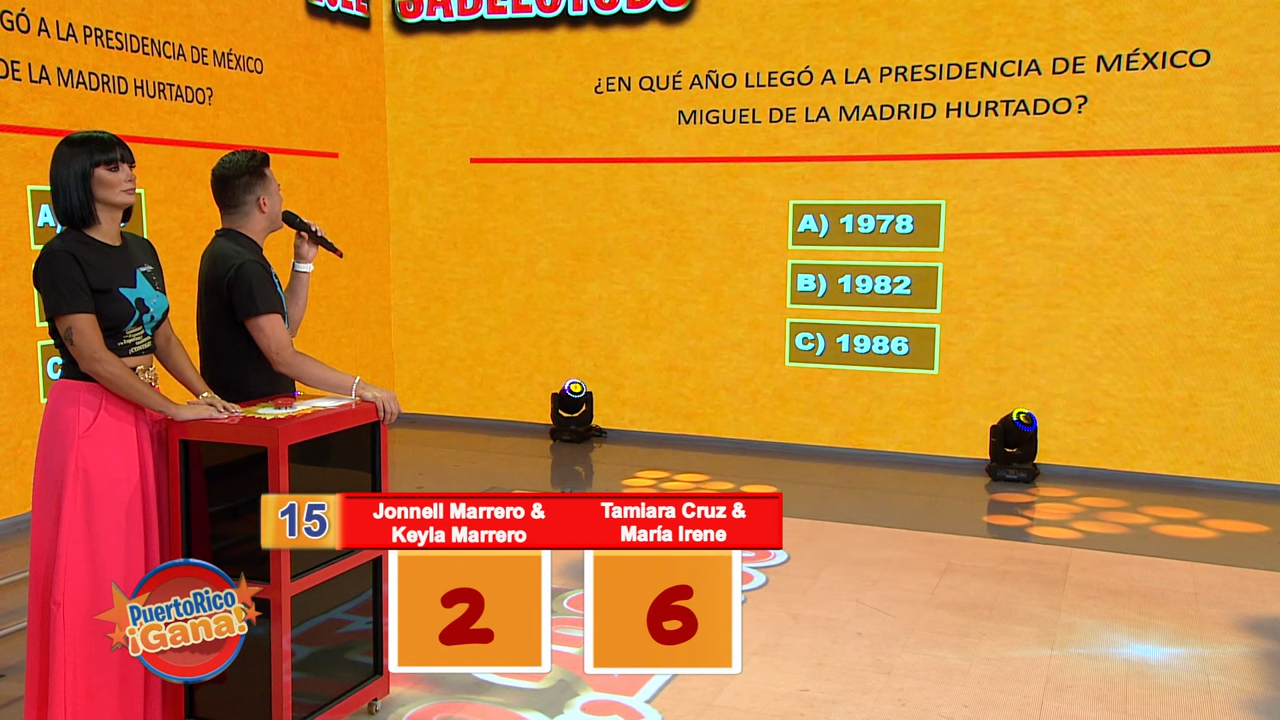 SABELOTODO
GÓ A LA PRESIDENCIA DE MÉXICO
DE LA MADRID HURTADO?
¿EN QUÉ AÑO LLEGÓ A LA PRESIDENCIA DE MÉXICO
MIGUEL DE LA MADRID HURTADO?
A)
C
A) 1978
B) 1982
C) 1986
15
Jonnell Marrero &
Keyla Marrero
Tamiara Cruz &
María Irene
2
6
PuertoRico
¡Gana!